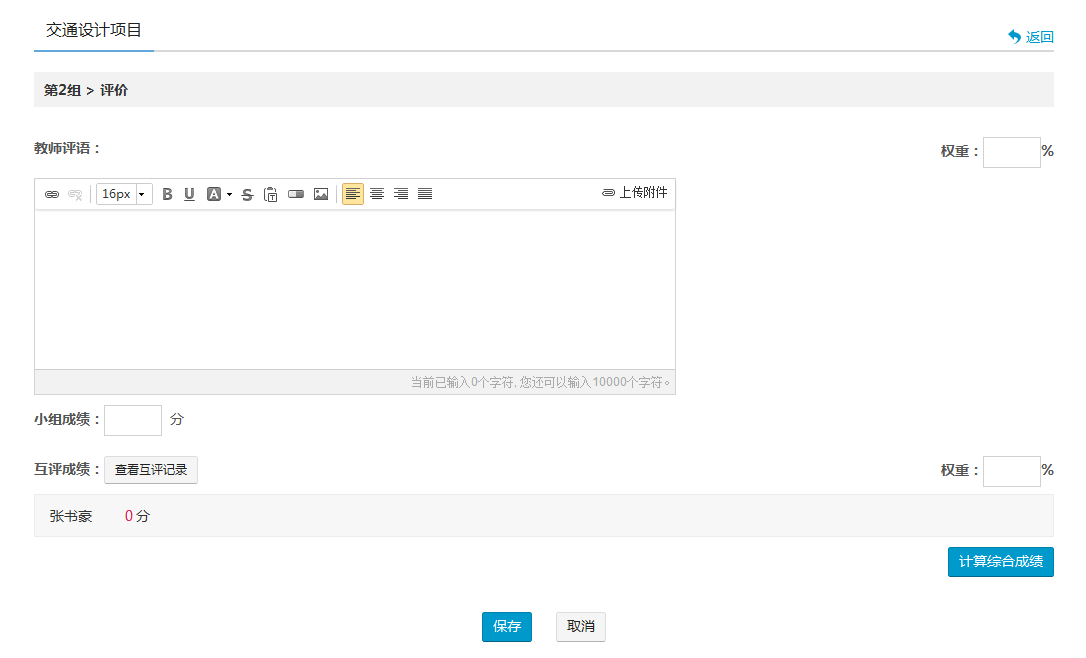 交通设计项目
返回
第2组 > 评价
教师评语：
权重： %
16px B U A S T 上传附件
当前已输入0个字符, 您还可以输入10000个字符。
小组成绩： 分
互评成绩： 查看互评记录 权重： %
张书豪 0 分
计算综合成绩
保存 取消